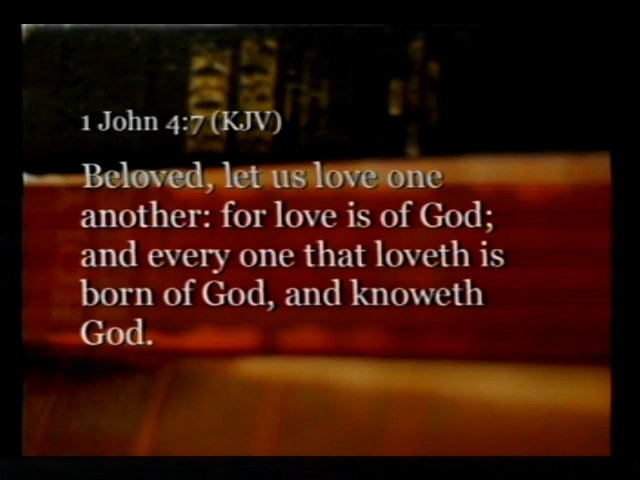 1 John 4:7 (KJV)
Beloved, let us love one
another: for love is of God;
and every one that loveth is
born of God, and knoweth
God.